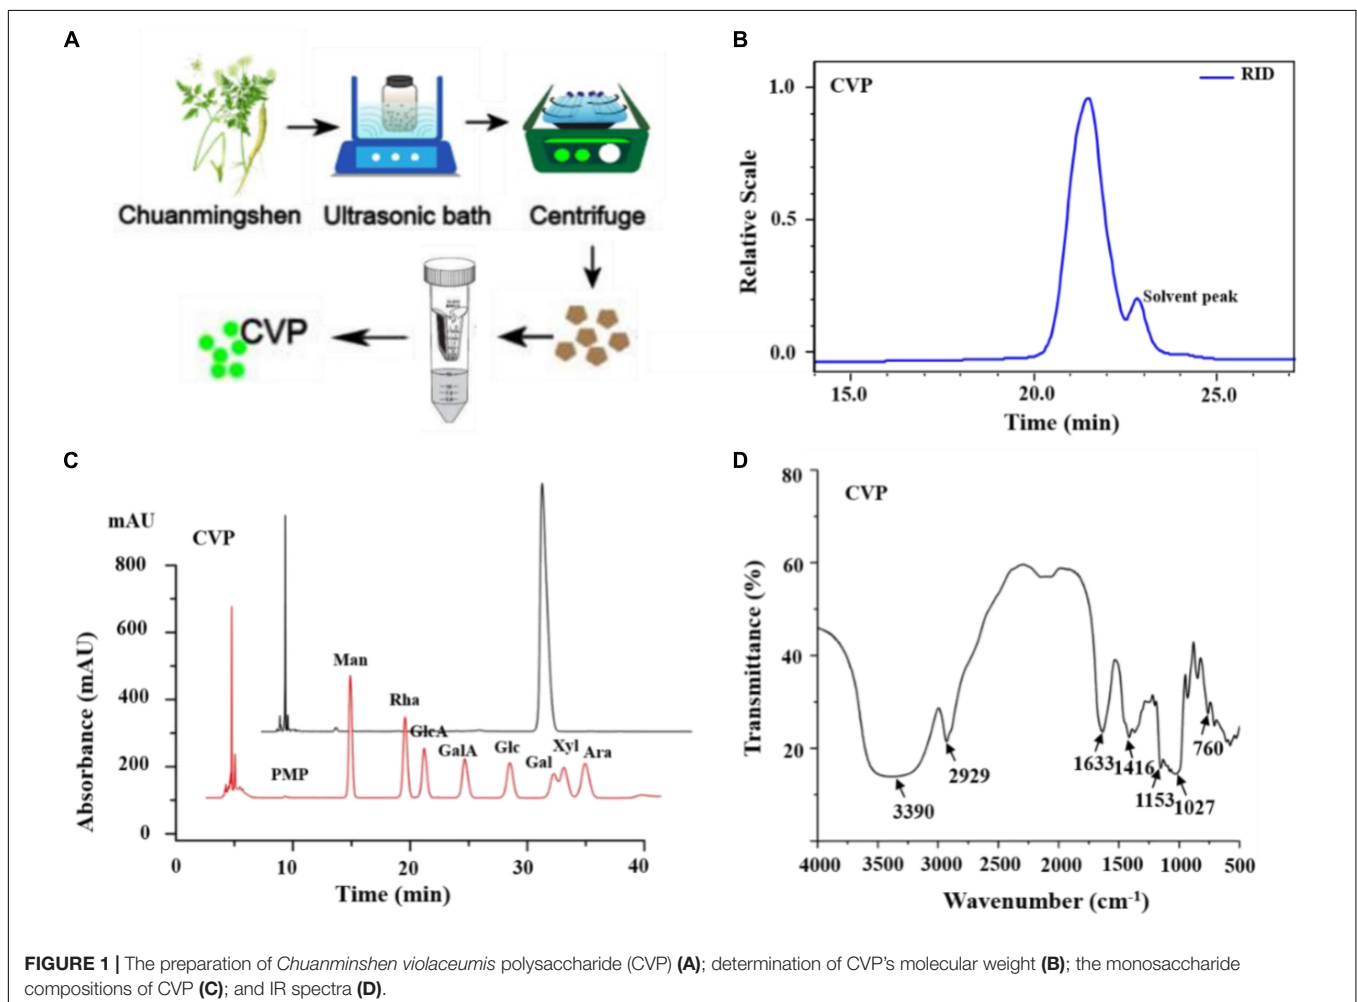 A
Chuanmingshen
Ultrasonic bath
Centrifuge
CVP
B
CVP
RID
Solvent peak
Relative Scale
1.0
0.5
0.0
15.0
20.0
25.0
Time (min)
C
mAU
CVP
800
600
400
200
0
Absorbance (mAU)
PMP
Man
Rha
GlcA
GalA
Glc
Gal
Xyl
Ara
0
10
20
30
40
Time (min)
D
CVP
80
60
40
20
Transmittance (%)
3390
2929
1633
1416
1153
1027
760
4000
3500
3000
2500
2000
1500
1000
500
Wavenumber (cm-1)
FIGURE 1 | The preparation of Chuanminshen violaceumis polysaccharide (CVP) (A); determination of CVP's molecular weight (B); the monosaccharide
compositions of CVP (C); and IR spectra (D).